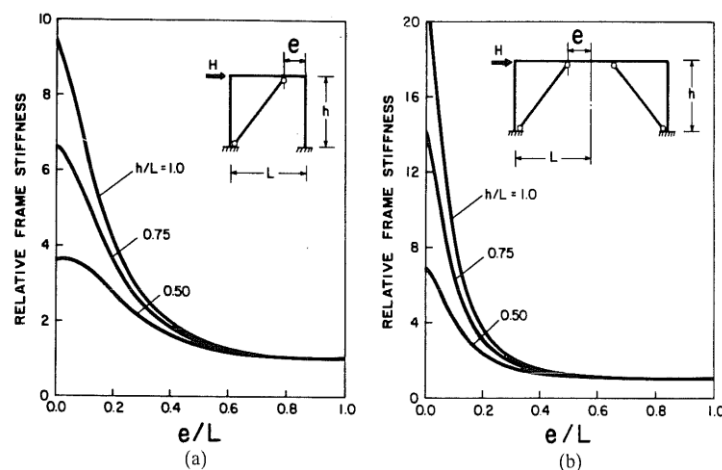 RELATIVE FRAME STIFFNESS
10
8
6
4
2
0
0.0
0.2
0.4
0.6
0.8
1.0
e/L
(a)
e
H
h
L
h/L=1.0
0.75
0.50
RELATIVE FRAME STIFFNESS
20
16
12
8
4
0
0.0
0.2
0.4
0.6
0.8
1.0
e/L
(b)
e
H
h
L
h/L=1.0
0.75
0.50